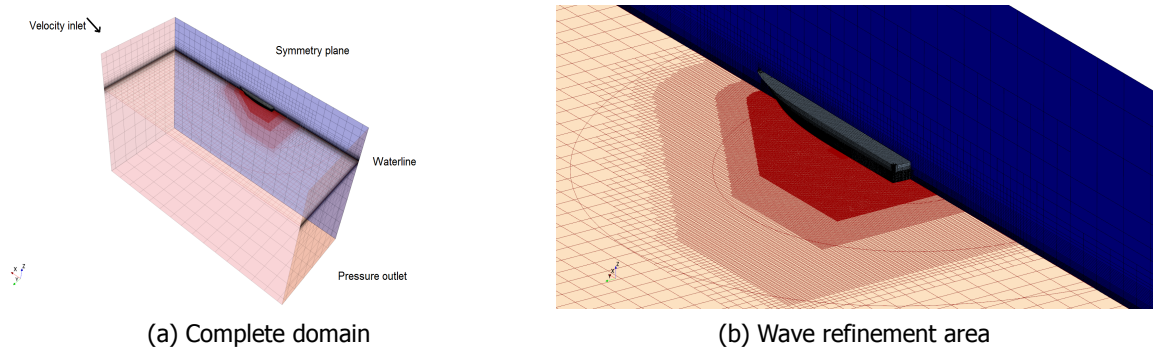 Velocity inlet
Symmetry plane
Waterline
Pressure outlet
X
Z
Y
(a) Complete domain
X
Z
(b) Wave refinement area